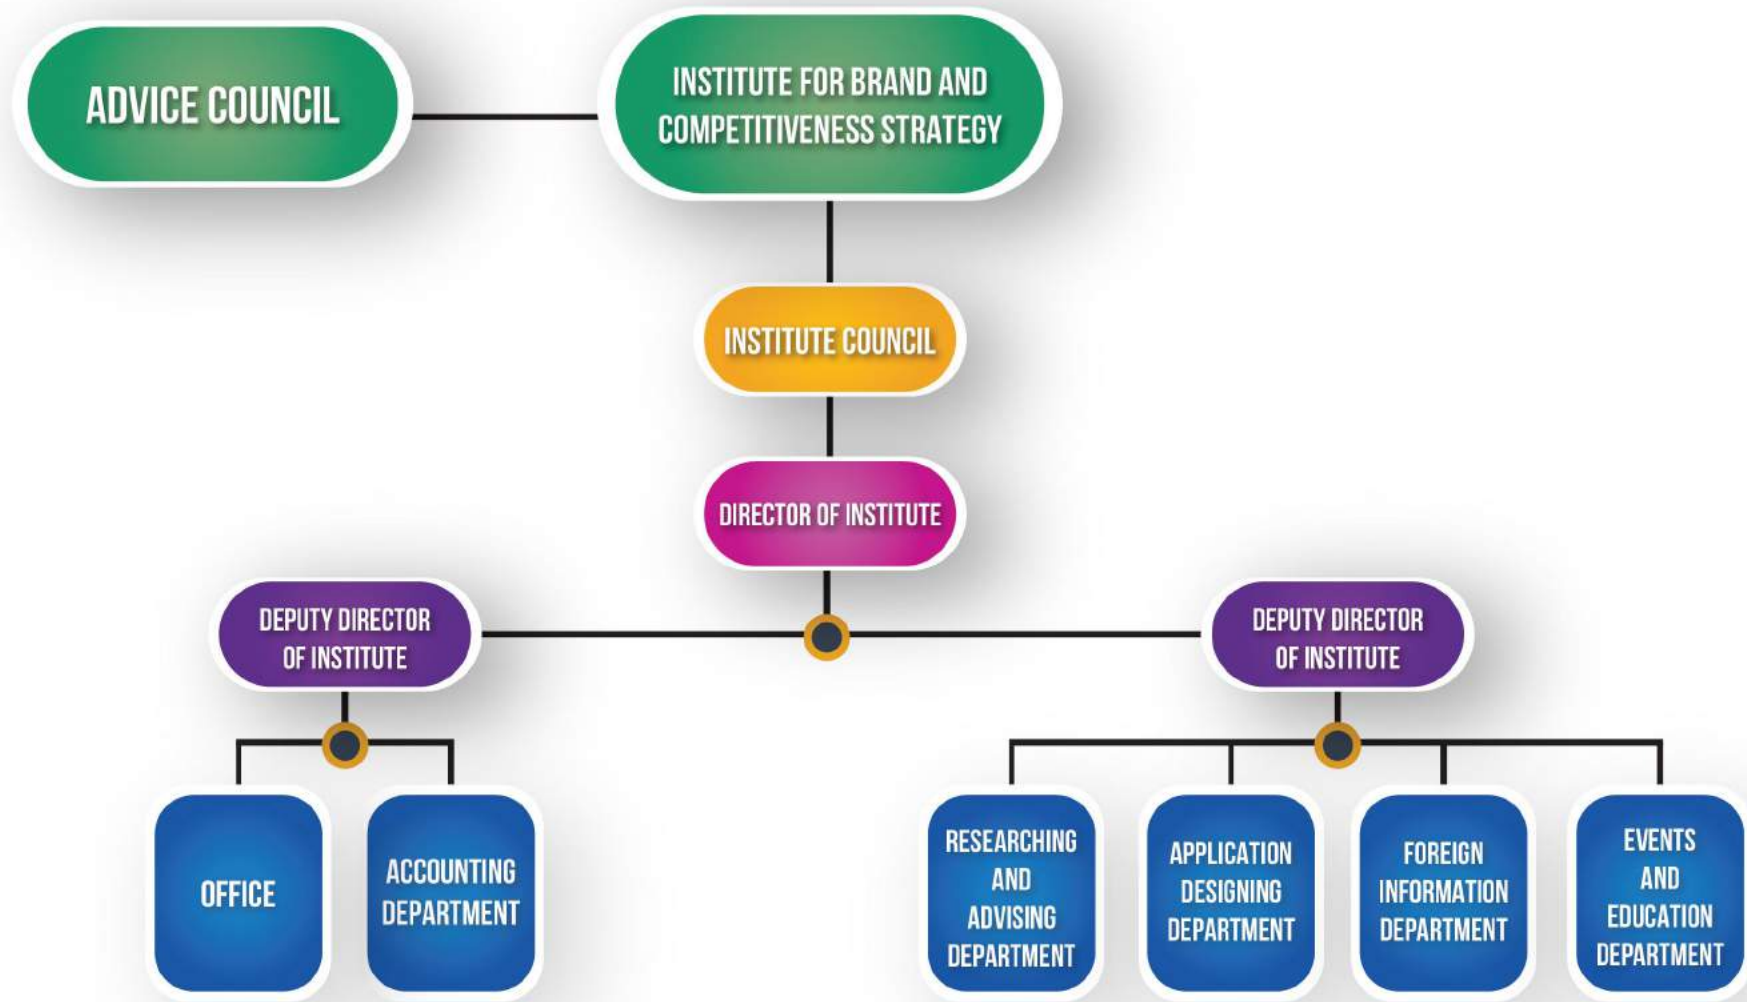 ADVICE COUNCIL
INSTITUTE FOR BRAND AND
COMPETITIVENESS STRATEGY
INSTITUTE COUNCIL
DIRECTOR OF INSTITUTE
DEPUTY DIRECTOR
OF INSTITUTE
DEPUTY DIRECTOR
OF INSTITUTE
OFFICE
ACCOUNTING
DEPARTMENT
RESEARCHING
AND
ADVISING
DEPARTMENT
APPLICATION
DESIGNING
DEPARTMENT
FOREIGN
INFORMATION
DEPARTMENT
EVENTS
AND
EDUCATION
DEPARTMENT